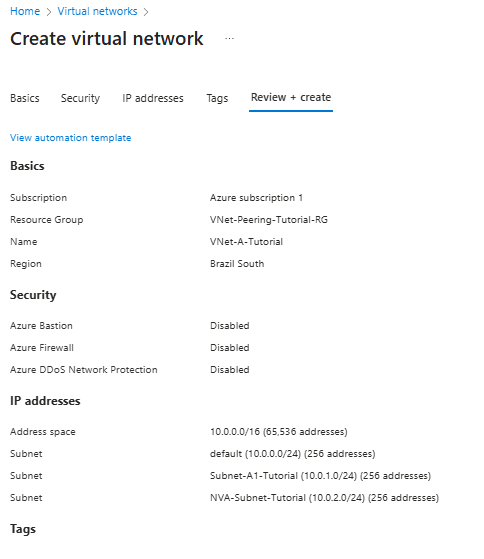 Home > Virtual networks >
Create virtual network ...
Basics Security IP addresses Tags Review + create
View automation template
Basics
Subscription Azure subscription 1
Resource Group VNet-Peering-Tutorial-RG
Name VNet-A-Tutorial
Region Brazil South
Security
Azure Bastion Disabled
Azure Firewall Disabled
Azure DDoS Network Protection Disabled
IP addresses
Address space 10.0.0.0/16 (65,536 addresses)
Subnet default (10.0.0.0/24) (256 addresses)
Subnet Subnet-A1-Tutorial (10.0.1.0/24) (256 addresses)
Subnet NVA-Subnet-Tutorial (10.0.2.0/24) (256 addresses)
Tags